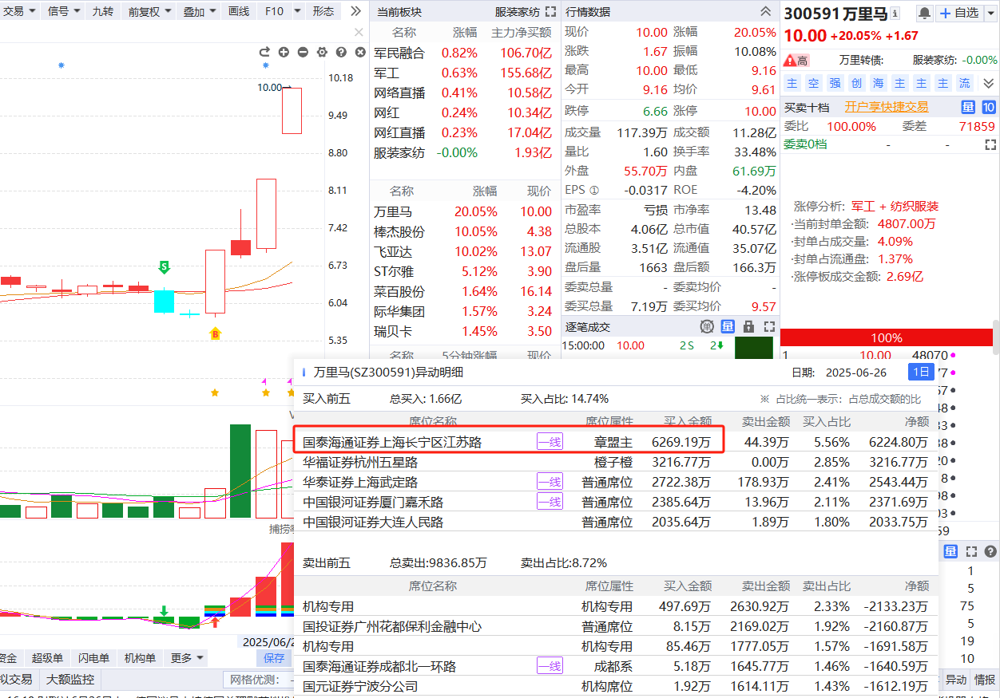 交易 信号 九转 前复权 叠加 画线 F10 形态
10.18
9.49
8.80
8.11
7.42
6.73
6.04
5.35
10.00
S
B
当前板块 服装家纺
名称 涨幅 主力净买额
军民融合 0.82% 106.70亿
军工 0.63% 155.68亿
网络直播 0.41% 10.58亿
网红 0.24% 10.34亿
网红直播 0.23% 17.04亿
服装家纺 -0.00% 1.93亿
名称 涨幅 现价
万里马 20.05% 10.00
棒杰股份 10.05% 4.38
飞亚达 10.02% 13.07
ST尔雅 5.12% 3.90
菜百股份 1.64% 16.14
际华集团 1.57% 3.24
瑞贝卡 1.45% 3.50
名称 5分钟涨幅 现价
行情数据
现价 10.00 涨幅 20.05%
涨跌 1.67 振幅 10.08%
最高 10.00 最低 9.16
今开 9.16 均价 9.61
跌停 6.66 涨停 10.00
成交量 117.39万 成交额 11.28亿
量比 1.60 换手率 33.48%
外盘 55.70万 内盘 61.69万
EPS ① -0.0317 ROE -4.20%
市盈率 亏损 市净率 13.48
总股本 4.06亿 总市值 40.57亿
流通股 3.51亿 流通值 35.07亿
盘后量 1663 盘后额 166.3万
委卖总量 - 委卖均价 -
委买总量 7.19万 委买均价 9.57
逐笔成交 单 量
15:00:00 10.00 2 S 2
300591 万里马 自选
10.00 +20.05% +1.67
高 万里转债: 服装家纺: -0.00%
主 空 强 创 海 主 主 主 流
买卖十档 开户享快捷交易 量 10
委比 100.00% 委差 71859
委卖0档 - -
涨停分析: 军工 + 纺织服装
·当前封单金额: 4807.00万
·封单占成交量: 4.09%
·封单占流通盘: 1.37%
·涨停板成交金额: 2.69亿
100%
1 10.00 48070
万里马(SZ300591)异动明细 日期: 2025-06-26 1日
买入前五 总买入: 1.66亿 买入占比: 14.74% ※ 占比统一表示: 占总成交额的比
席位名称 席位属性 买入金额 卖出金额 买入占比 净额
国泰海通证券上海长宁区江苏路 一线 章盟主 6269.19万 44.39万 5.56% 6224.80万
华福证券杭州五星路 橙子橙 3216.77万 0.00万 2.85% 3216.77万
华泰证券上海武定路 一线 普通席位 2722.38万 178.93万 2.41% 2543.44万
中国银河证券厦门嘉禾路 一线 普通席位 2385.64万 13.96万 2.11% 2371.69万
中国银河证券大连人民路 普通席位 2035.64万 1.89万 1.80% 2033.75万
卖出前五 总卖出:9836.85万 卖出占比:8.72%
席位名称 席位属性 买入金额 卖出金额 卖出占比 净额
机构专用 机构专用 497.69万 2630.92万 2.33% -2133.23万
国投证券广州花都保利金融中心 普通席位 8.15万 2169.02万 1.92% -2160.87万
机构专用 机构专用 85.46万 1777.05万 1.57% -1691.58万
国泰海通证券成都北一环路 一线 成都系 5.18万 1645.77万 1.46% -1640.59万
国元证券宁波分公司 机构席位 1.92万 1614.11万 1.43% -1612.19万
量
1
5
75
5
19
10
2025/06/2
资金 超级单 闪电单 机构单 更多 保存
拟交易 大额监控 网格优测: - 异动 情报